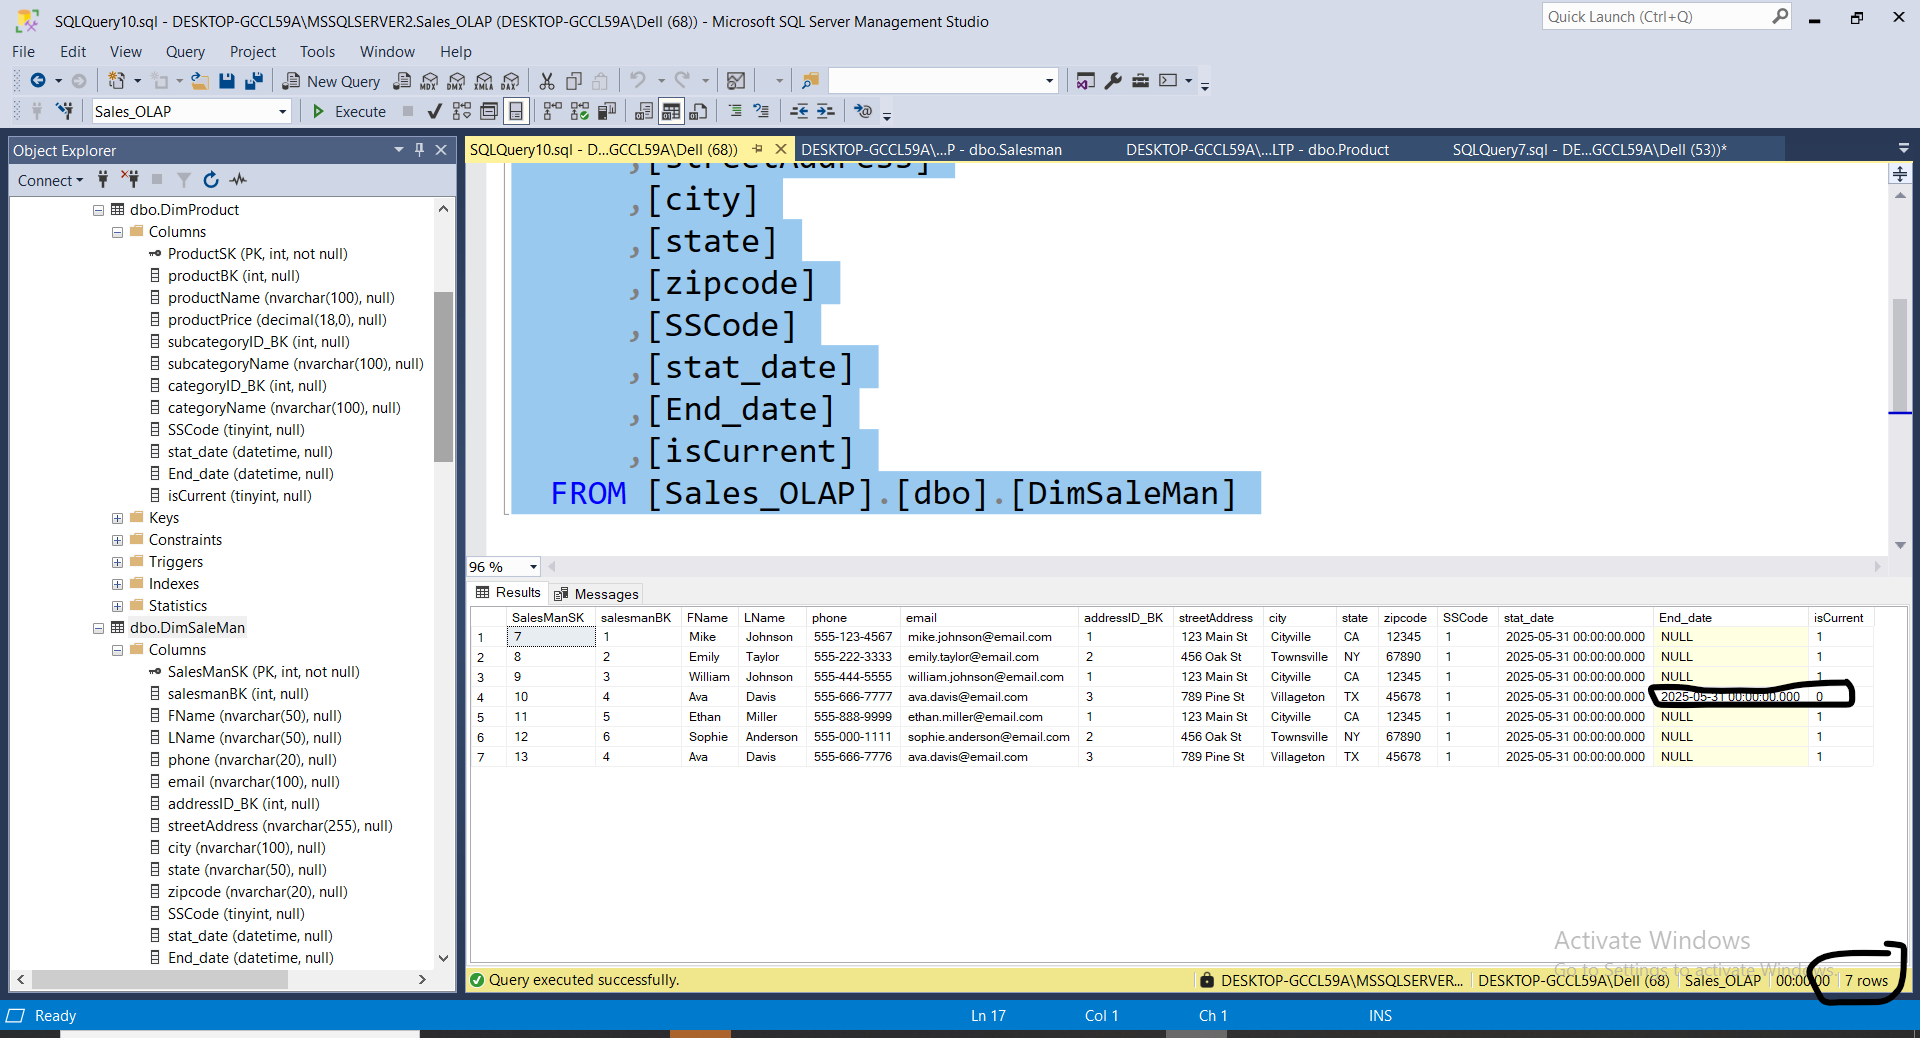 SQLQuery10.sql - DESKTOP-GCCL59A\MSSQLSERVER2.Sales_OLAP (DESKTOP-GCCL59A\Dell (68)) - Microsoft SQL Server Management Studio
Quick Launch (Ctrl+Q)
File Edit View Query Project Tools Window Help
New Query MDX DMX XMLA DAX
Sales_OLAP Execute
Object Explorer
Connect
dbo.DimProduct
Columns
ProductSK (PK, int, not null)
productBK (int, null)
productName (nvarchar(100), null)
productPrice (decimal(18,0), null)
subcategoryID_BK (int, null)
subcategoryName (nvarchar(100), null)
categoryID_BK (int, null)
categoryName (nvarchar(100), null)
SSCode (tinyint, null)
stat_date (datetime, null)
End_date (datetime, null)
isCurrent (tinyint, null)
Keys
Constraints
Triggers
Indexes
Statistics
dbo.DimSaleMan
Columns
SalesManSK (PK, int, not null)
salesmanBK (int, null)
FName (nvarchar(50), null)
LName (nvarchar(50), null)
phone (nvarchar(20), null)
email (nvarchar(100), null)
addressID_BK (int, null)
streetAddress (nvarchar(255), null)
city (nvarchar(100), null)
state (nvarchar(50), null)
zipcode (nvarchar(20), null)
SSCode (tinyint, null)
stat_date (datetime, null)
End_date (datetime, null)
SQLQuery10.sql - D...GCCL59A\Dell (68)) DESKTOP-GCCL59A\...P - dbo.Salesman DESKTOP-GCCL59A\...LTP - dbo.Product SQLQuery7.sql - DE...GCCL59A\Dell (53))*
,[streetAddress]
,[city]
,[state]
,[zipcode]
,[SSCode]
,[stat_date]
,[End_date]
,[isCurrent]
FROM [Sales_OLAP].[dbo].[DimSaleMan]
96 %
Results Messages
SalesManSK salesmanBK FName LName phone email addressID_BK streetAddress city state zipcode SSCode stat_date End_date isCurrent
1 7 1 Mike Johnson 555-123-4567 mike.johnson@email.com 1 123 Main St Cityville CA 12345 1 2025-05-31 00:00:00.000 NULL 1
2 8 2 Emily Taylor 555-222-3333 emily.taylor@email.com 2 456 Oak St Townsville NY 67890 1 2025-05-31 00:00:00.000 NULL 1
3 9 3 William Johnson 555-444-5555 william.johnson@email.com 1 123 Main St Cityville CA 12345 1 2025-05-31 00:00:00.000 NULL 1
4 10 4 Ava Davis 555-666-7777 ava.davis@email.com 3 789 Pine St Villageton TX 45678 1 2025-05-31 00:00:00.000 2025-05-31 00:00:00.000 0
5 11 5 Ethan Miller 555-888-9999 ethan.miller@email.com 1 123 Main St Cityville CA 12345 1 2025-05-31 00:00:00.000 NULL 1
6 12 6 Sophie Anderson 555-000-1111 sophie.anderson@email.com 2 456 Oak St Townsville NY 67890 1 2025-05-31 00:00:00.000 NULL 1
7 13 4 Ava Davis 555-666-7776 ava.davis@email.com 3 789 Pine St Villageton TX 45678 1 2025-05-31 00:00:00.000 NULL 1
Activate Windows
Go to Settings to activate Windows.
Query executed successfully. DESKTOP-GCCL59A\MSSQLSERVER... DESKTOP-GCCL59A\Dell (68) Sales_OLAP 00:00:00 7 rows
Ready Ln 17 Col 1 Ch 1 INS